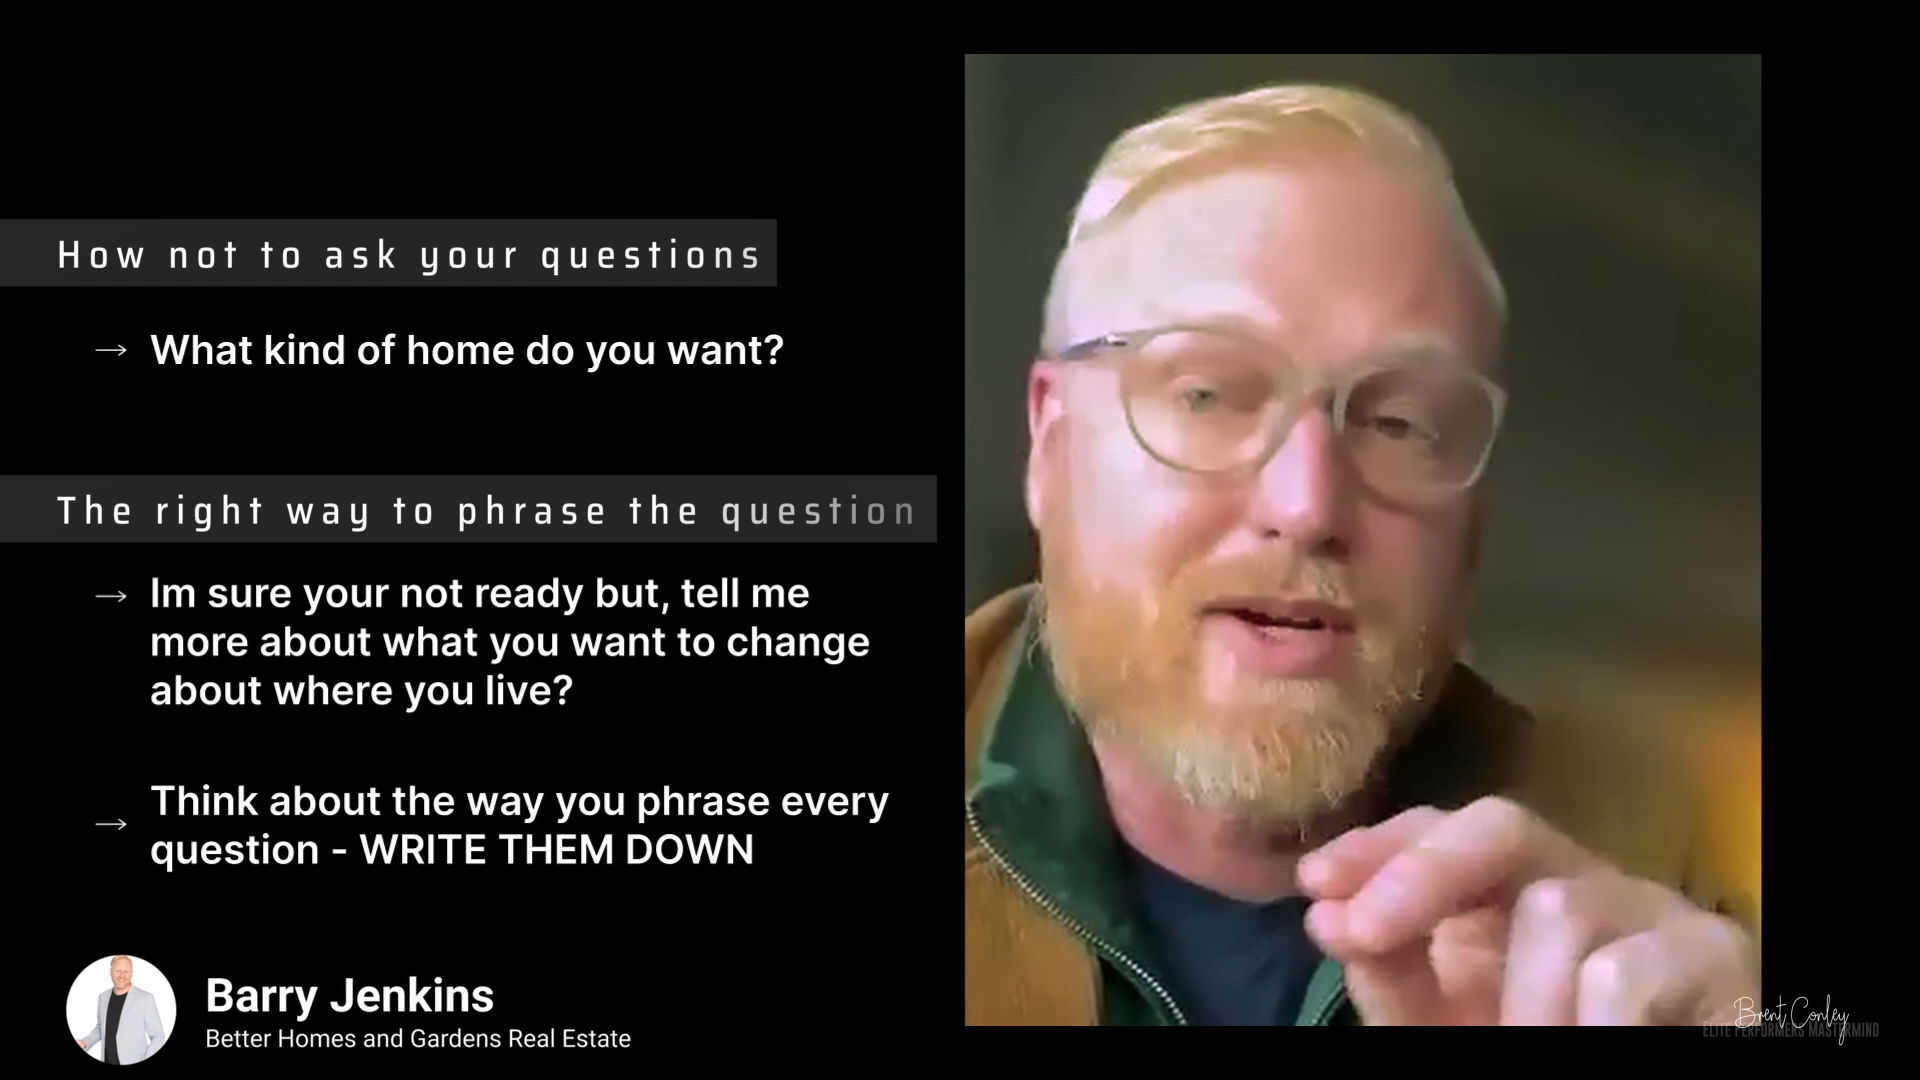 How not to ask your questions
What kind of home do you want?
The right way to phrase the question
Im sure your not ready but, tell me
more about what you want to change
about where you live?
Think about the way you phrase every
question - WRITE THEM DOWN
Barry Jenkins
Better Homes and Gardens Real Estate
Brent Conley
ELITE PERFORMERS MASTERMIND